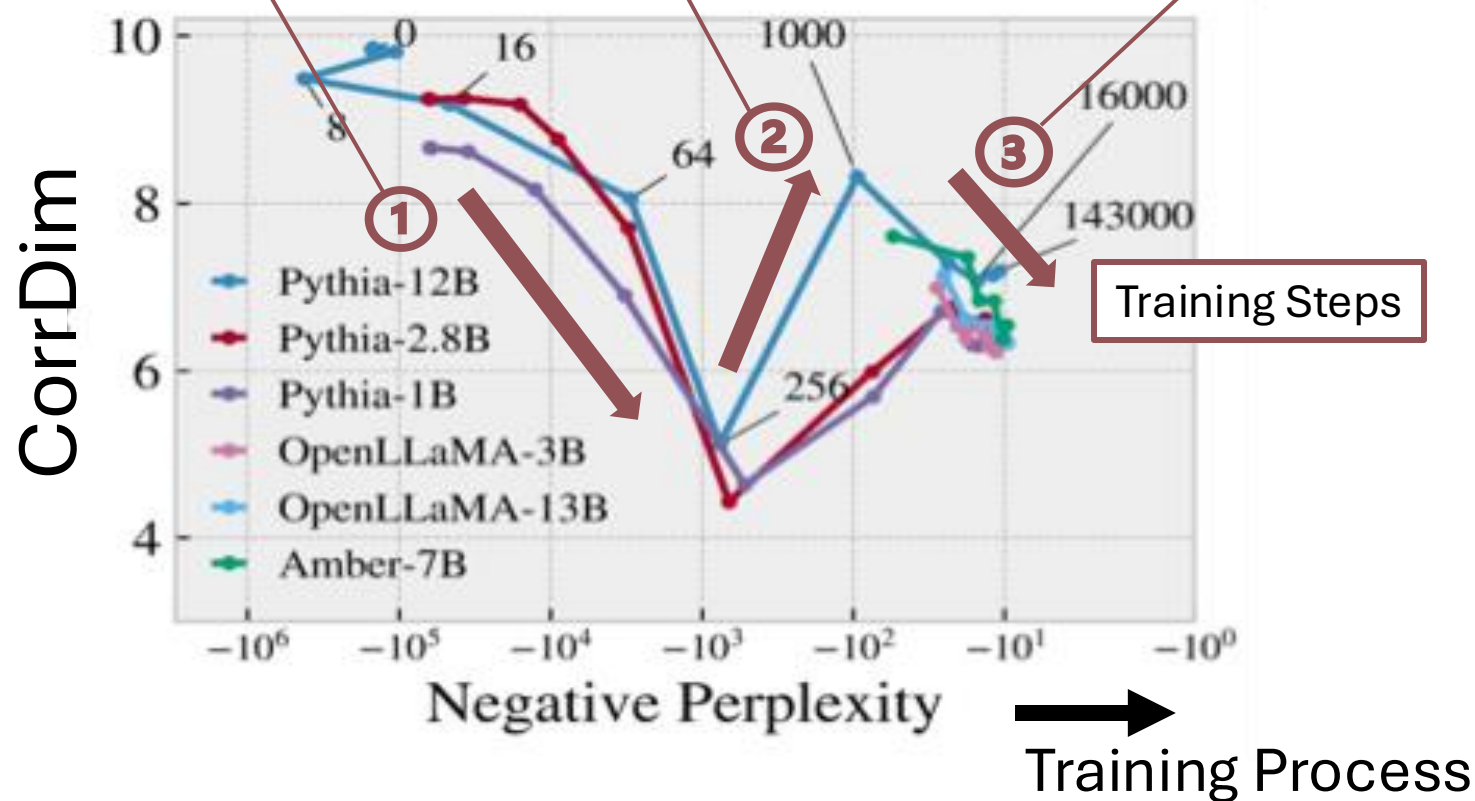 10
0
16
1000
16000
8
2
3
64
8
143000
1
CorrDim
Pythia-12B
Training Steps
Pythia-2.8B
6
256
Pythia-1B
OpenLLaMA-3B
OpenLLaMA-13B
4
Amber-7B
−10⁶
−10⁵
−10⁴
−10³
−10²
−10¹
−10⁰
Negative Perplexity
Training Process